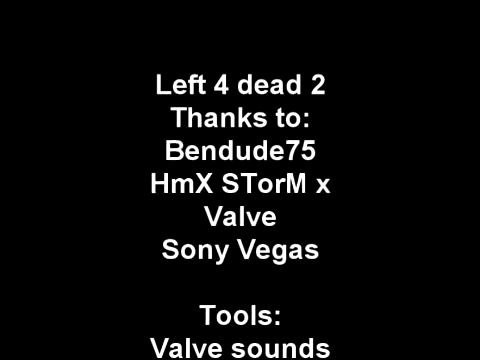 Left 4 dead 2
Thanks to:
Bendude75
HmX STorM x
Valve
Sony Vegas
Tools:
Valve sounds